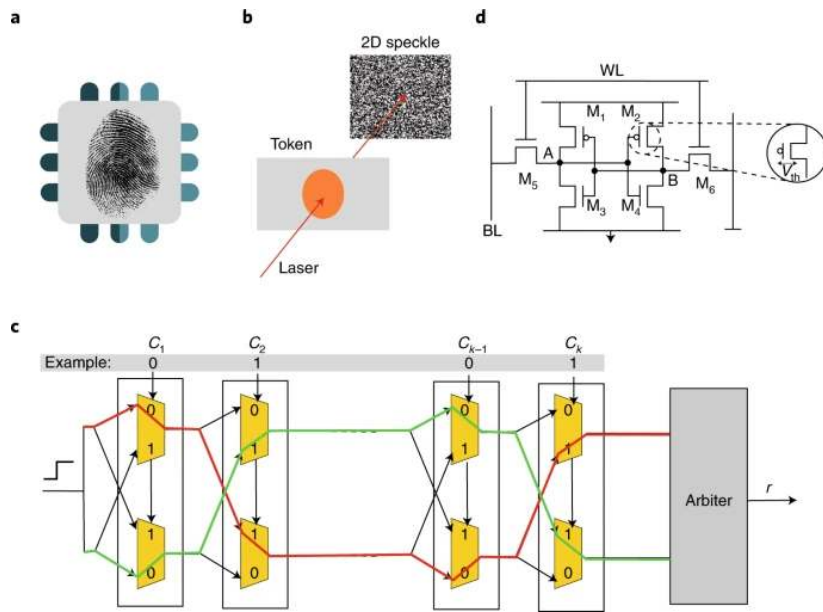 a
b
2D speckle
Token
Laser
d
WL
M1 M2
A
B
M5
M3 M4
M6
BL
Vth
c
C1 C2 Ck−1 Ck
Example: 0 1 0 1
0 0 0 0
1 1 1 1
1 1 1 1
0 0 0 0
Arbiter
r